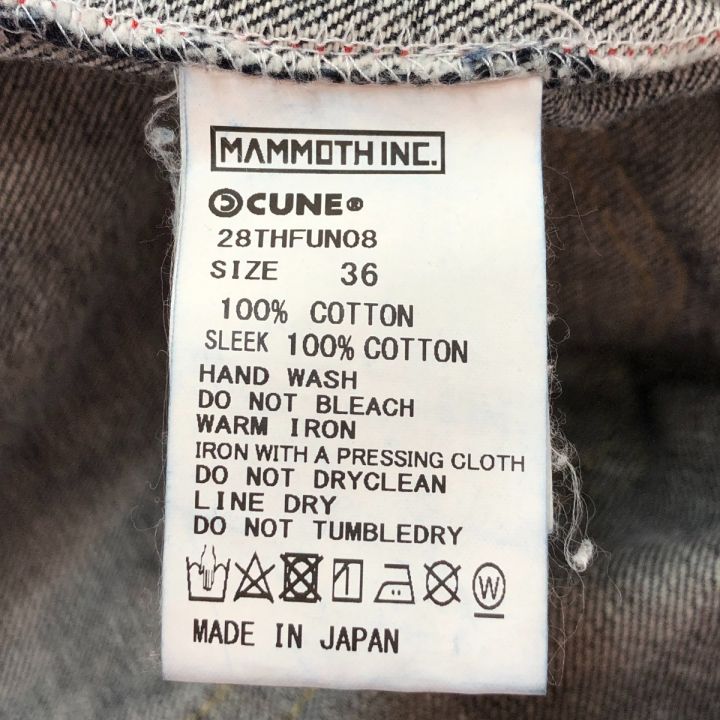 MAMMOTH INC.
CUNE®
28THFUN08
SIZE 36
100% COTTON
SLEEK 100% COTTON
HAND WASH
DO NOT BLEACH
WARM IRON
IRON WITH A PRESSING CLOTH
DO NOT DRYCLEAN
LINE DRY
DO NOT TUMBLEDRY
W
MADE IN JAPAN